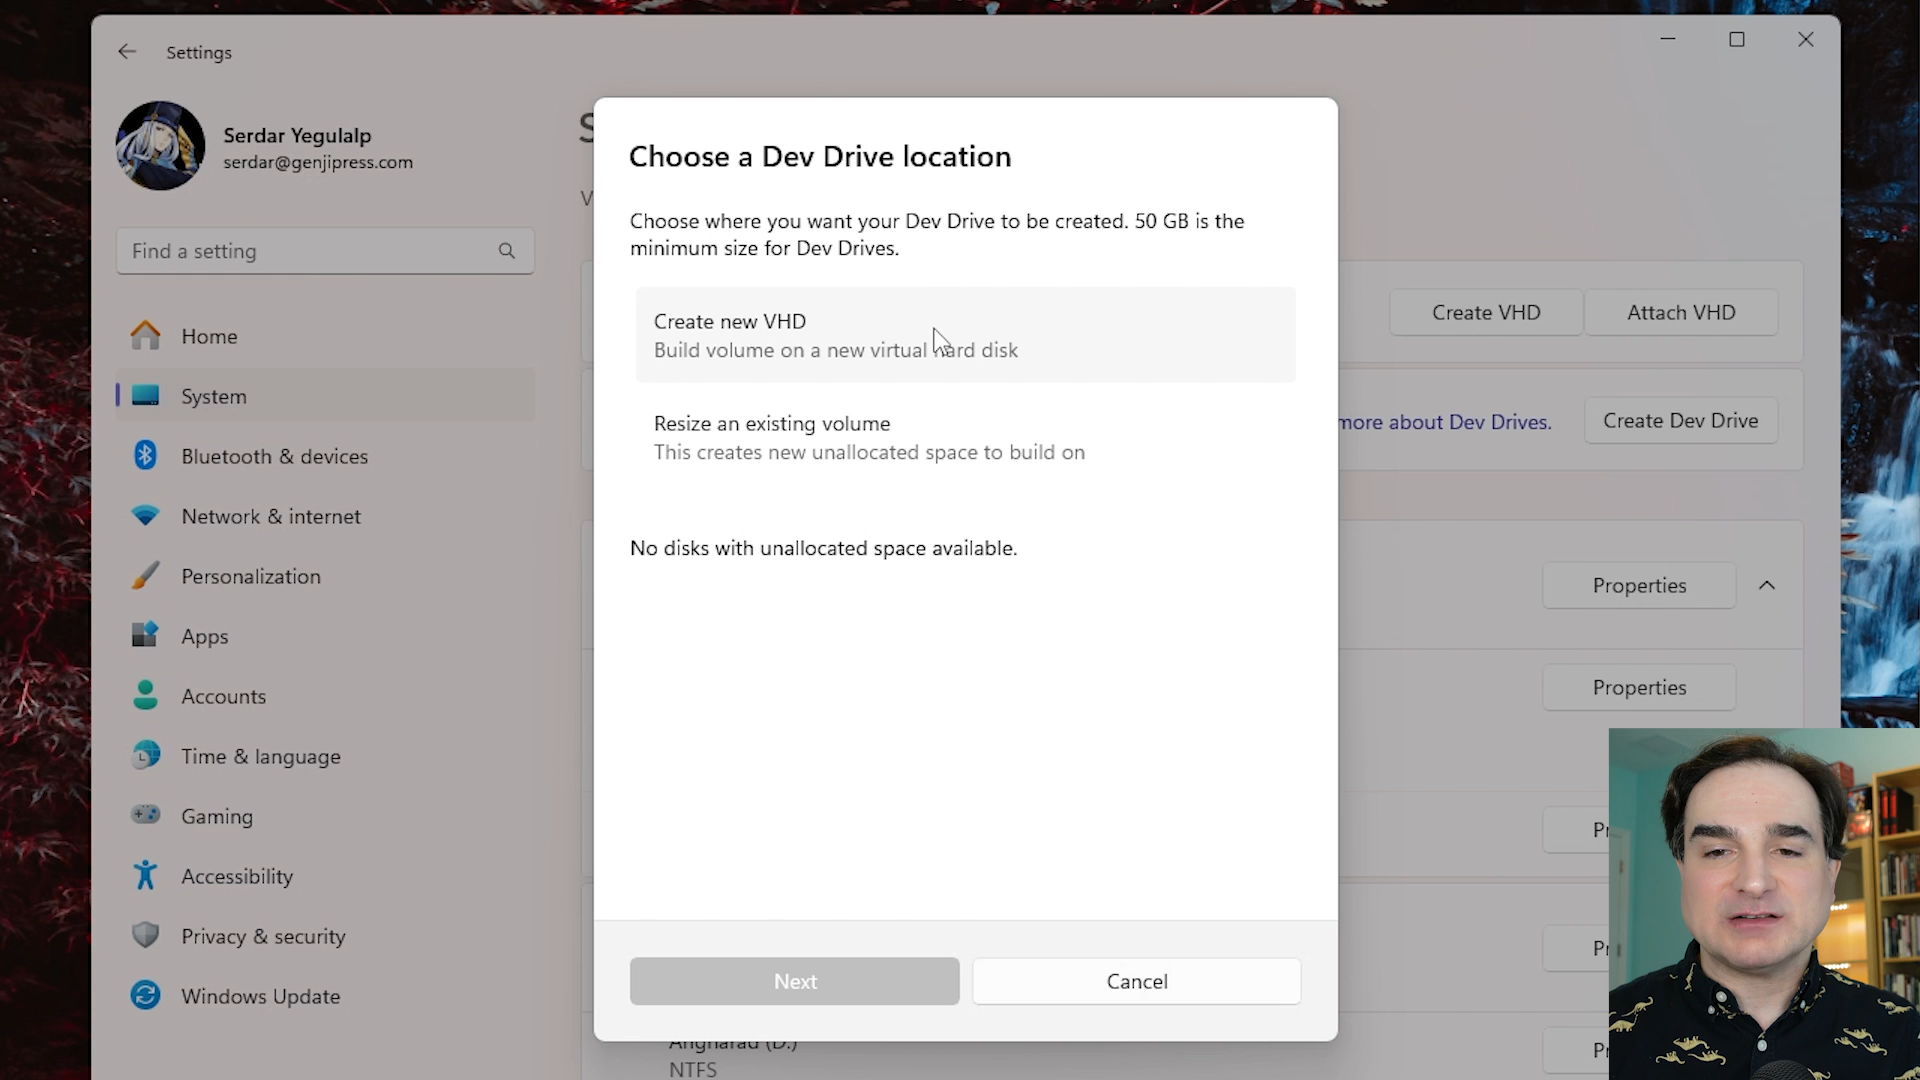 Settings
Serdar Yegulalp
serdar@genjipress.com
Find a setting
Home
System
Bluetooth & devices
Network & internet
Personalization
Apps
Accounts
Time & language
Gaming
Accessibility
Privacy & security
Windows Update
S
V
Choose a Dev Drive location
Choose where you want your Dev Drive to be created. 50 GB is the
minimum size for Dev Drives.
Create new VHD
Build volume on a new virtual hard disk
Resize an existing volume
This creates new unallocated space to build on
No disks with unallocated space available.
Next
Cancel
Create VHD
Attach VHD
more about Dev Drives.
Create Dev Drive
Properties
Properties
Pr
Pr
Pr
Angharad (D:)
NTFS